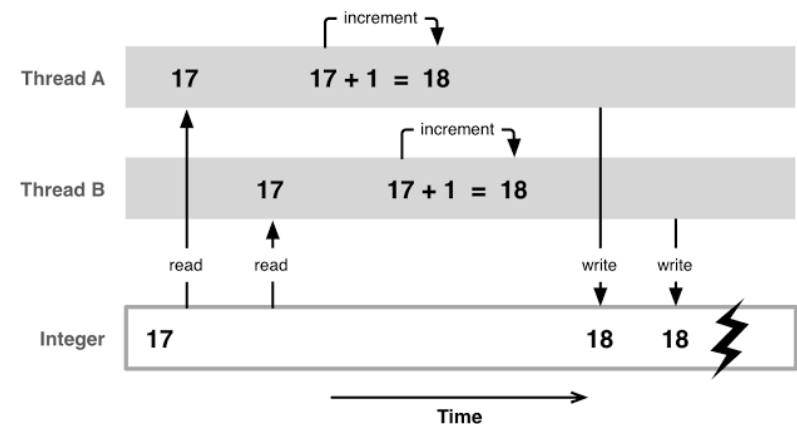 increment
Thread A
17
17 + 1 = 18
increment
Thread B
17
17 + 1 = 18
read
read
write
write
Integer
17
18
18
Time